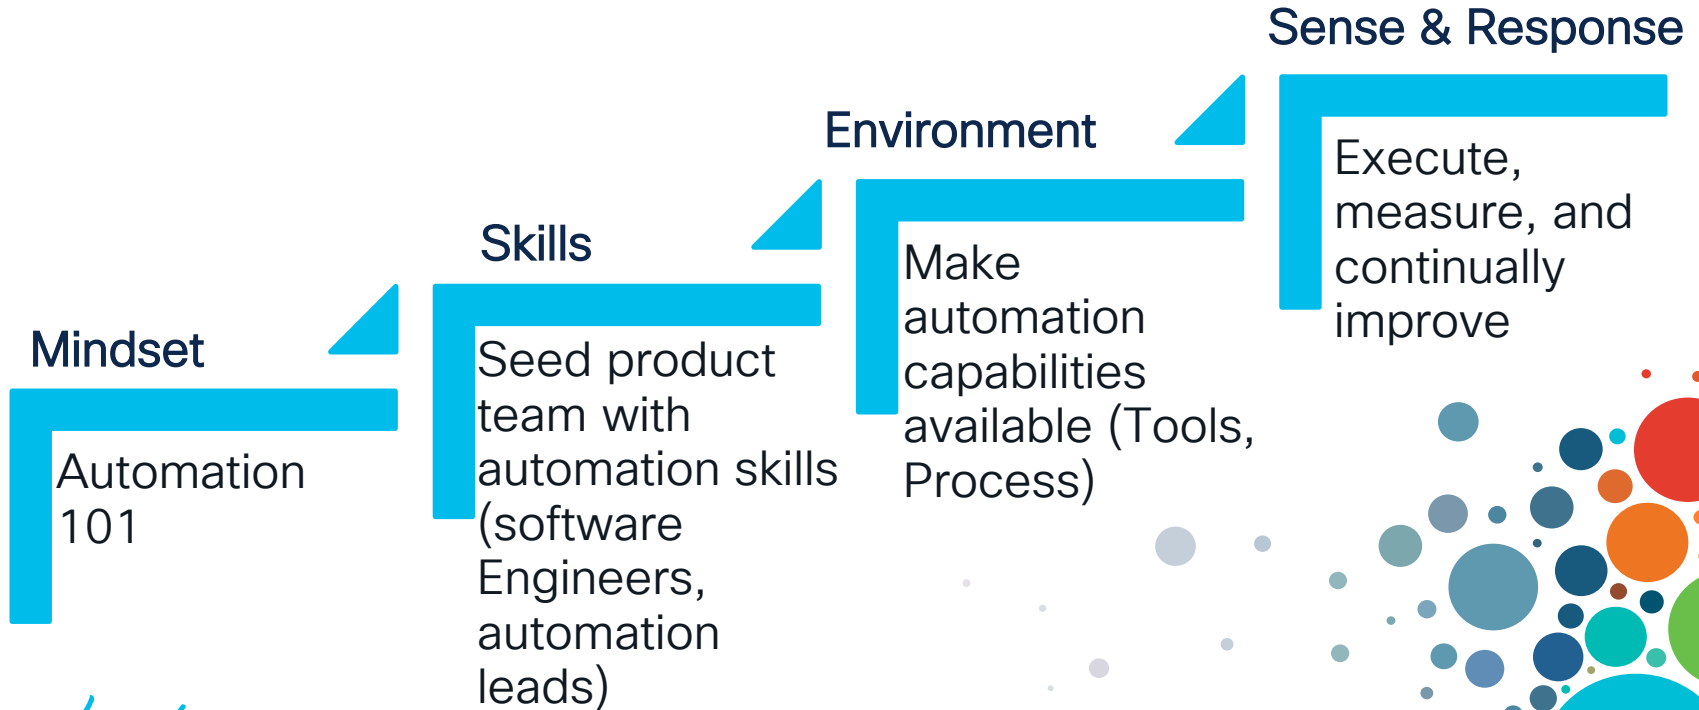 Mindset
Automation
101
Skills
Seed product
team with
automation skills
(software
Engineers,
automation
leads)
Environment
Make
automation
capabilities
available (Tools,
Process)
Sense & Response
Execute,
measure, and
continually
improve